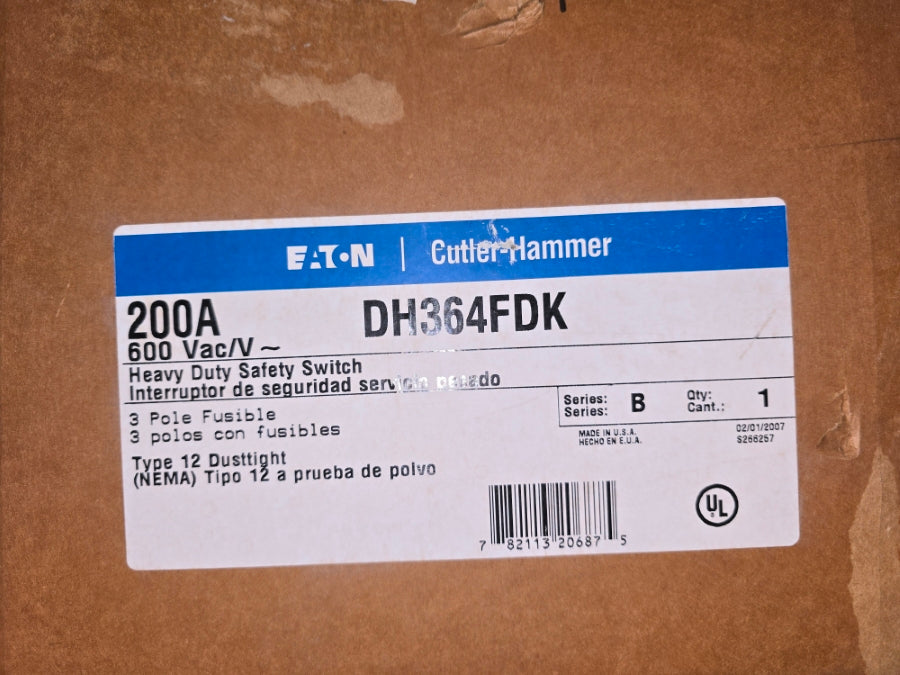 EATON | Cutler-Hammer
200A DH364FDK
600 Vac/V ~
Heavy Duty Safety Switch
Interruptor de seguridad servicio pesado
3 Pole Fusible
3 polos con fusibles
Series: B Qty: 1
Series: Cant.:
MADE IN U.S.A. 02/01/2007
HECHO EN E.U.A. S266257
Type 12 Dusttight
(NEMA) Tipo 12 a prueba de polvo
7 82113 20687 5
UL